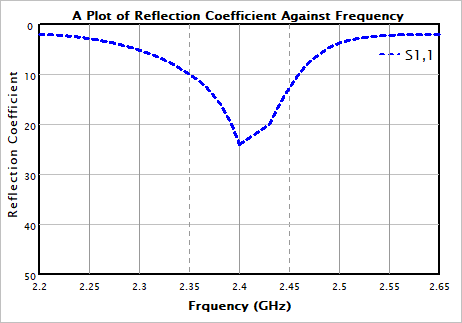 A Plot of Reflection Coefficient Against Frequency
0
10
20
30
40
50
Reflection Coefficient
S1,1
2.2 2.25 2.3 2.35 2.4 2.45 2.5 2.55 2.6 2.65
Frquency (GHz)